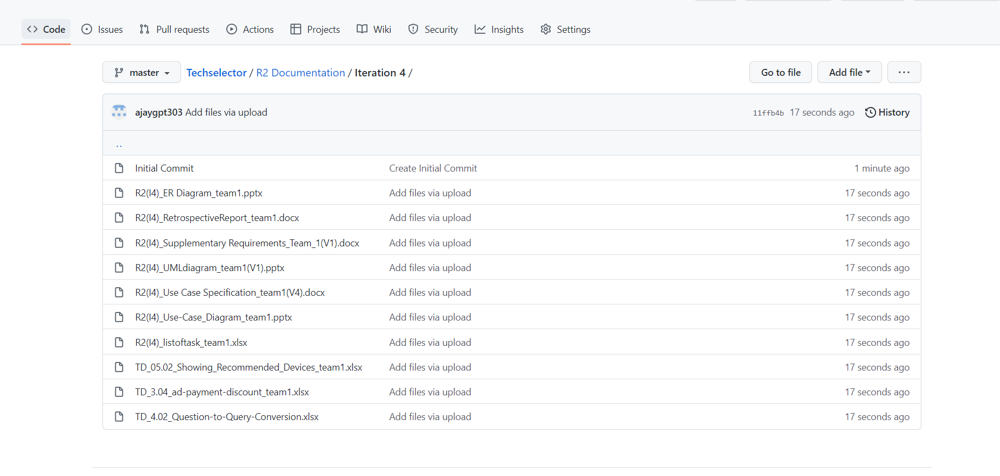 Code Issues Pull requests Actions Projects Wiki Security Insights Settings
master Techselector / R2 Documentation / Iteration 4 / Go to file Add file ...
ajaygpt303 Add files via upload 11ffb4b 17 seconds ago History
..
Initial Commit Create Initial Commit 1 minute ago
R2(I4)_ER Diagram_team1.pptx Add files via upload 17 seconds ago
R2(I4)_RetrospectiveReport_team1.docx Add files via upload 17 seconds ago
R2(I4)_Supplementary Requirements_Team_1(V1).docx Add files via upload 17 seconds ago
R2(I4)_UMLdiagram_team1(V1).pptx Add files via upload 17 seconds ago
R2(I4)_Use Case Specification_team1(V4).docx Add files via upload 17 seconds ago
R2(I4)_Use-Case_Diagram_team1.pptx Add files via upload 17 seconds ago
R2(I4)_listoftask_team1.xlsx Add files via upload 17 seconds ago
TD_05.02_Showing_Recommended_Devices_team1.xlsx Add files via upload 17 seconds ago
TD_3.04_ad-payment-discount_team1.xlsx Add files via upload 17 seconds ago
TD_4.02_Question-to-Query-Conversion.xlsx Add files via upload 17 seconds ago